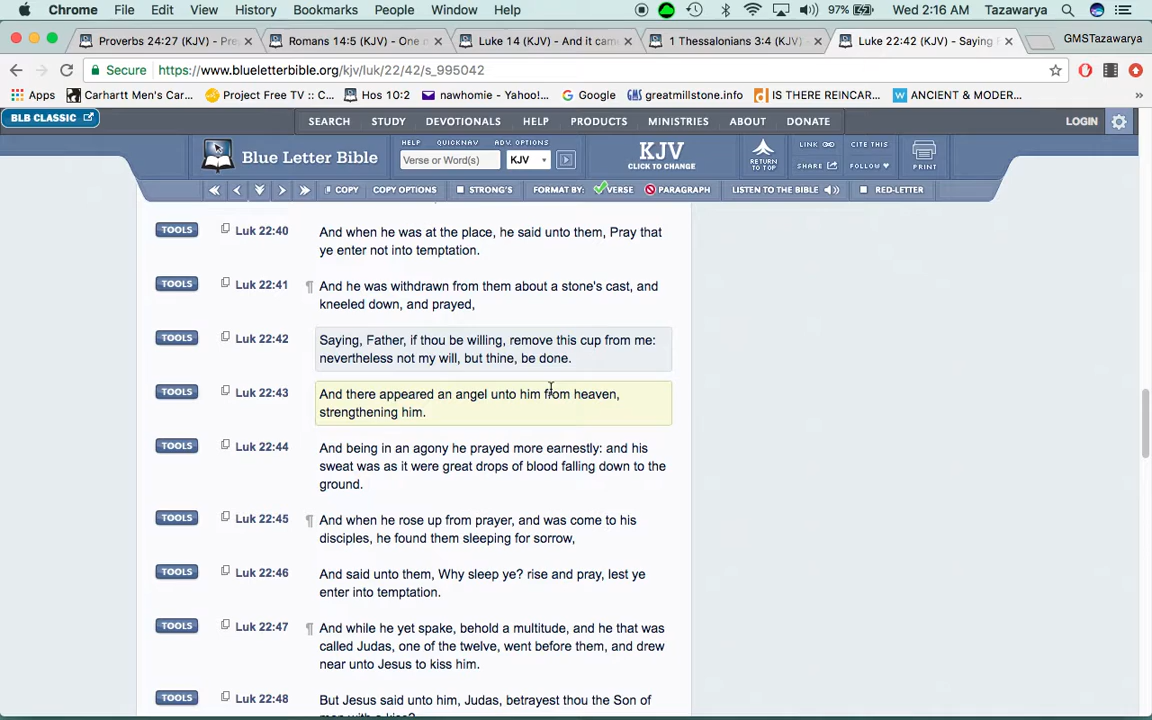 Chrome File Edit View History Bookmarks People Window Help 97% Wed 2:16 AM Tazawarya
Proverbs 24:27 (KJV) - Pre Romans 14:5 (KJV) - One m Luke 14 (KJV) - And it came 1 Thessalonians 3:4 (KJV) - Luke 22:42 (KJV) - Saying GMSTazawarya
Secure https://www.blueletterbible.org/kjv/luk/22/42/s_995042
Apps Carhartt Men's Car... Project Free TV :: C... Hos 10:2 nawhomie - Yahoo!... Google GMS greatmillstone.info IS THERE REINCAR... W ANCIENT & MODER... »
BLB CLASSIC SEARCH STUDY DEVOTIONALS HELP PRODUCTS MINISTRIES ABOUT DONATE LOGIN
HELP QUICKNAV ADV. OPTIONS
Blue Letter Bible Verse or Word(s) KJV KJV CLICK TO CHANGE RETURN TO TOP LINK CITE THIS SHARE FOLLOW PRINT
COPY COPY OPTIONS STRONG'S FORMAT BY: VERSE PARAGRAPH LISTEN TO THE BIBLE RED-LETTER
TOOLS Luk 22:40 And when he was at the place, he said unto them, Pray that
ye enter not into temptation.
TOOLS Luk 22:41 ¶ And he was withdrawn from them about a stone's cast, and
kneeled down, and prayed,
TOOLS Luk 22:42 Saying, Father, if thou be willing, remove this cup from me:
nevertheless not my will, but thine, be done.
TOOLS Luk 22:43 And there appeared an angel unto him from heaven,
strengthening him.
TOOLS Luk 22:44 And being in an agony he prayed more earnestly: and his
sweat was as it were great drops of blood falling down to the
ground.
TOOLS Luk 22:45 ¶ And when he rose up from prayer, and was come to his
disciples, he found them sleeping for sorrow,
TOOLS Luk 22:46 And said unto them, Why sleep ye? rise and pray, lest ye
enter into temptation.
TOOLS Luk 22:47 ¶ And while he yet spake, behold a multitude, and he that was
called Judas, one of the twelve, went before them, and drew
near unto Jesus to kiss him.
TOOLS Luk 22:48 But Jesus said unto him, Judas, betrayest thou the Son of
man with a kiss?